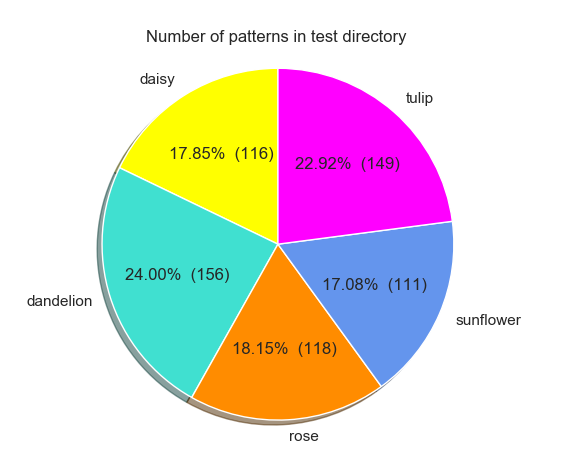 Number of patterns in test directory
daisy
tulip
17.85%  (116)
22.92%  (149)
24.00%  (156)
17.08%  (111)
dandelion
sunflower
18.15%  (118)
rose